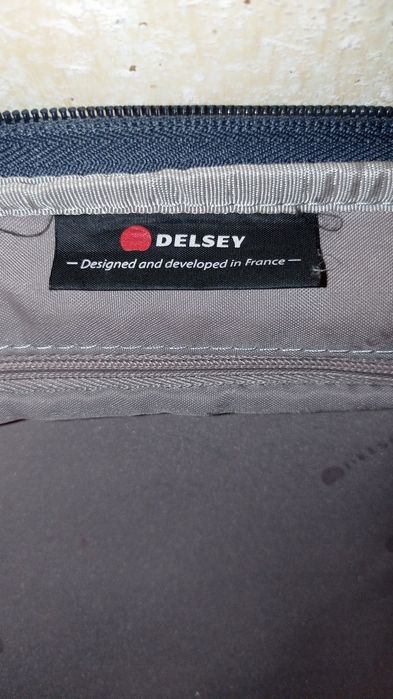 DELSEY
— Designed and developed in France —